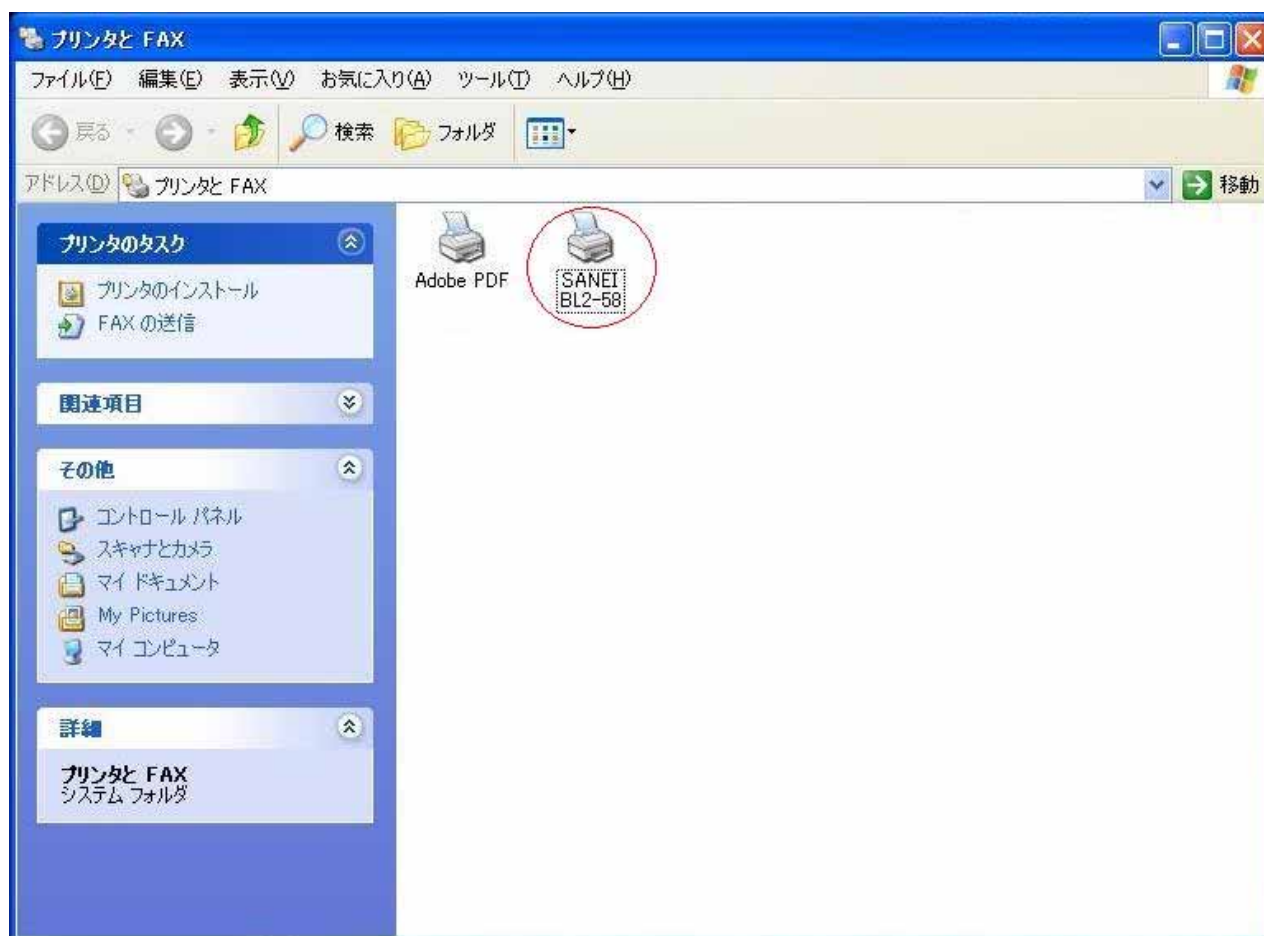 プリンタと FAX
ファイル(F) 編集(E) 表示(V) お気に入り(A) ツール(T) ヘルプ(H)
戻る 検索 フォルダ
アドレス(D) プリンタと FAX 移動
プリンタのタスク
プリンタのインストール
FAX の送信
関連項目
その他
コントロール パネル
スキャナとカメラ
マイ ドキュメント
My Pictures
マイ コンピュータ
詳細
プリンタと FAX
システム フォルダ
Adobe PDF
SANEI
BL2-58